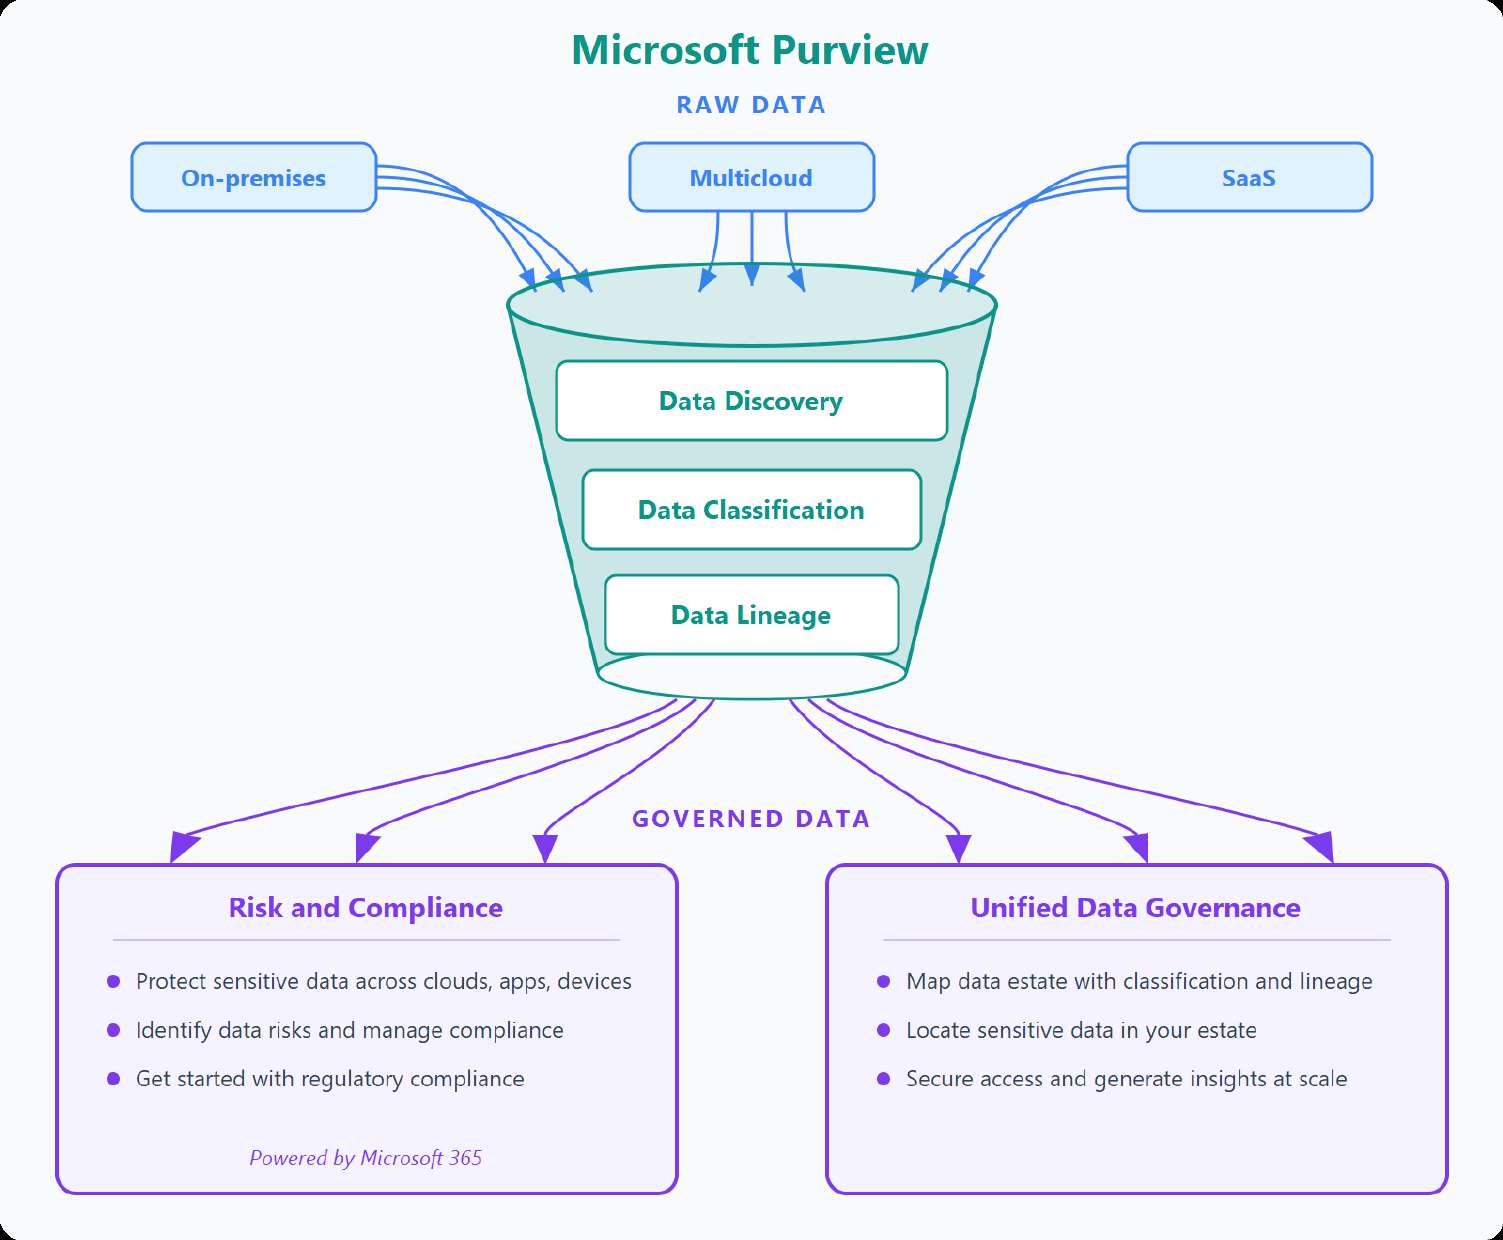 Microsoft Purview
RAW DATA
On-premises
Multicloud
SaaS
Data Discovery
Data Classification
Data Lineage
GOVERNED DATA
Risk and Compliance
Protect sensitive data across clouds, apps, devices
Identify data risks and manage compliance
Get started with regulatory compliance
Powered by Microsoft 365
Unified Data Governance
Map data estate with classification and lineage
Locate sensitive data in your estate
Secure access and generate insights at scale